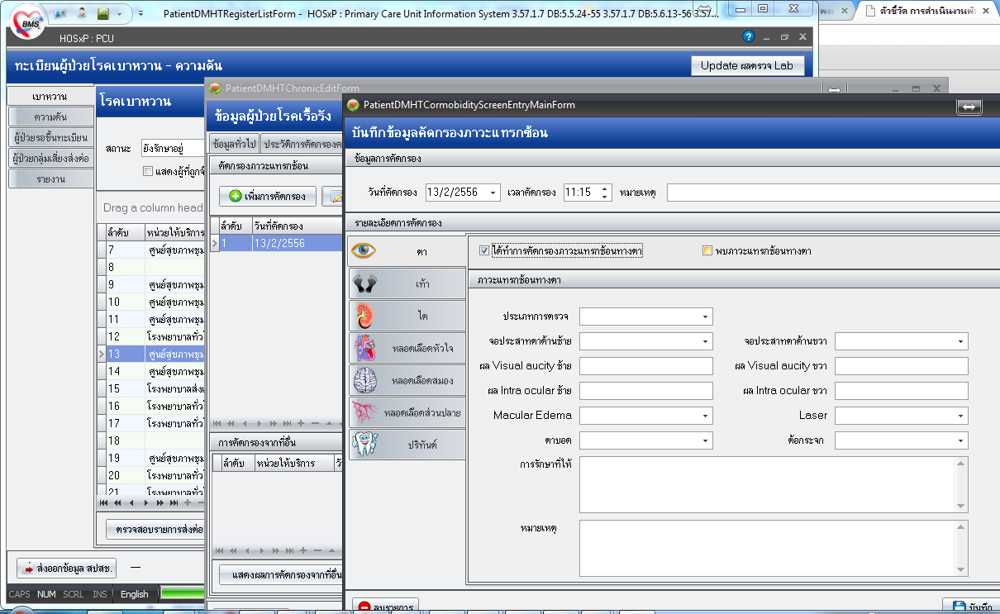 PatientDMHTRegisterListForm - HOSxP : Primary Care Unit Information System 3.57.1.7 DB:5.5.24-55 3.57.1.7 DB:5.6.13-56 3.57...
ตัวชี้วัด การดำเนินงานพัฒ
BMS
HOSxP : PCU
ทะเบียนผู้ป่วยโรคเบาหวาน - ความดัน
Update ผลตรวจ Lab
เบาหวาน
ความดัน
ผู้ป่วยรอขึ้นทะเบียน
ผู้ป่วยกลุ่มเสี่ยงส่งต่อ
รายงาน
โรคเบาหวาน
สถานะ
ยังรักษาอยู่
แสดงผู้ที่ถูกจำ
Drag a column head
ลำดับ หน่วยให้บริการ
7 ศูนย์สุขภาพชุม
8
9 ศูนย์สุขภาพชุม
10 ศูนย์สุขภาพชุม
11 ศูนย์สุขภาพชุม
12 โรงพยาบาลทั่ว
13 ศูนย์สุขภาพชุม
14 ศูนย์สุขภาพชุม
15 โรงพยาบาลส่ง
16 โรงพยาบาลทั่ว
17 โรงพยาบาลทั่ว
18
19 ศูนย์สุขภาพชุม
20 โรงพยาบาลทั่ว
21 โรงพยาบาลทั่ว
ตรวจสอบรายการส่งต่อ
ส่งออกข้อมูล สปสช.
CAPS NUM SCRL INS English
PatientDMHTChronicEditForm
ข้อมูลผู้ป่วยโรคเรื้อรัง
ข้อมูลทั่วไป ประวัติการคัดกรองค
คัดกรองภาวะแทรกซ้อน
เพิ่มการคัดกรอง
ลำดับ วันที่คัดกรอง
1 13/2/2556
การคัดกรองจากที่อื่น
ลำดับ หน่วยให้บริการ วั
แสดงผลการคัดกรองจากที่อื่น
PatientDMHTCormobidityScreenEntryMainForm
บันทึกข้อมูลคัดกรองภาวะแทรกซ้อน
ข้อมูลการคัดกรอง
วันที่คัดกรอง 13/2/2556 เวลาคัดกรอง 11:15 หมายเหตุ
รายละเอียดการคัดกรอง
ตา
เท้า
ไต
หลอดเลือดหัวใจ
หลอดเลือดสมอง
หลอดเลือดส่วนปลาย
ปริทันต์
ได้ทำการคัดกรองภาวะแทรกซ้อนทางตา พบภาวะแทรกซ้อนทางตา
ภาวะแทรกซ้อนทางตา
ประเภทการตรวจ
จอประสาทตาด้านซ้าย จอประสาทตาด้านขวา
ผล Visual aucity ซ้าย ผล Visual aucity ขวา
ผล Intra ocular ซ้าย ผล Intra ocular ขวา
Macular Edema Laser
ตาบอด ต้อกระจก
การรักษาที่ให้
หมายเหตุ
ลบรายการ บันทึก